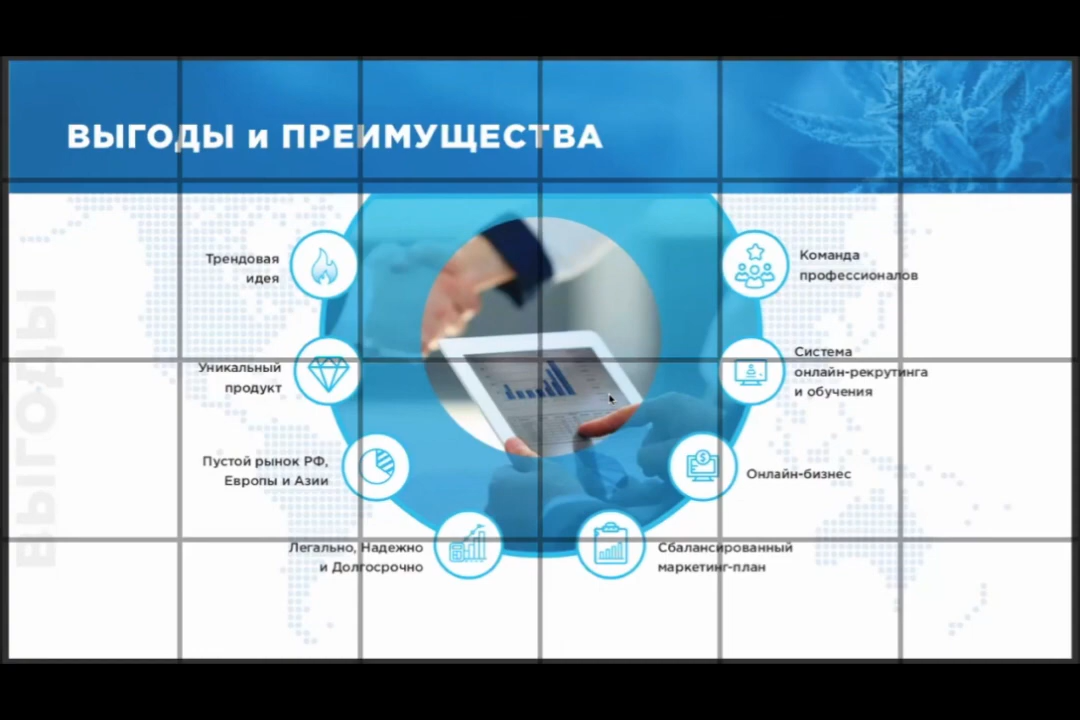 ВЫГОДЫ и ПРЕИМУЩЕСТВА
ВЫГОДЫ
Трендовая
идея
Уникальный
продукт
Пустой рынок РФ,
Европы и Азии
Легально, Надежно
и Долгосрочно
Команда
профессионалов
Система
онлайн-рекрутинга
и обучения
Онлайн-бизнес
Сбалансированный
маркетинг-план